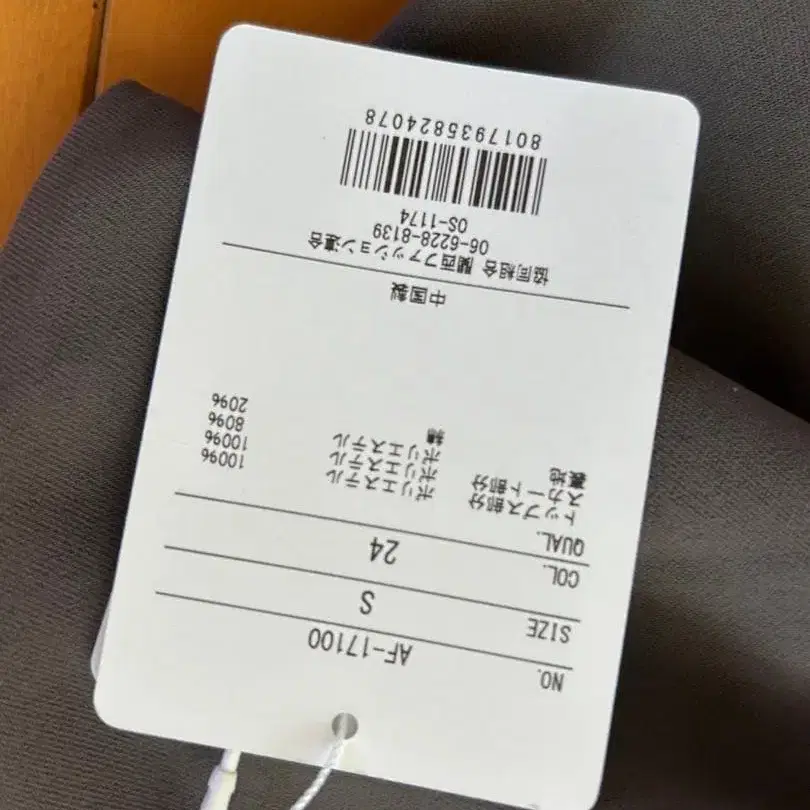 NO. AF-17100
SIZE S
COL. 24
QUAL.
トップス部分 ポリエステル 100%
スカート部分 ポリエステル 100%
裏地 ポリエステル 80%
綿 20%
中国製
協同組合 関西ファッション連合
06-6228-8139
OS-1174
8017935824078